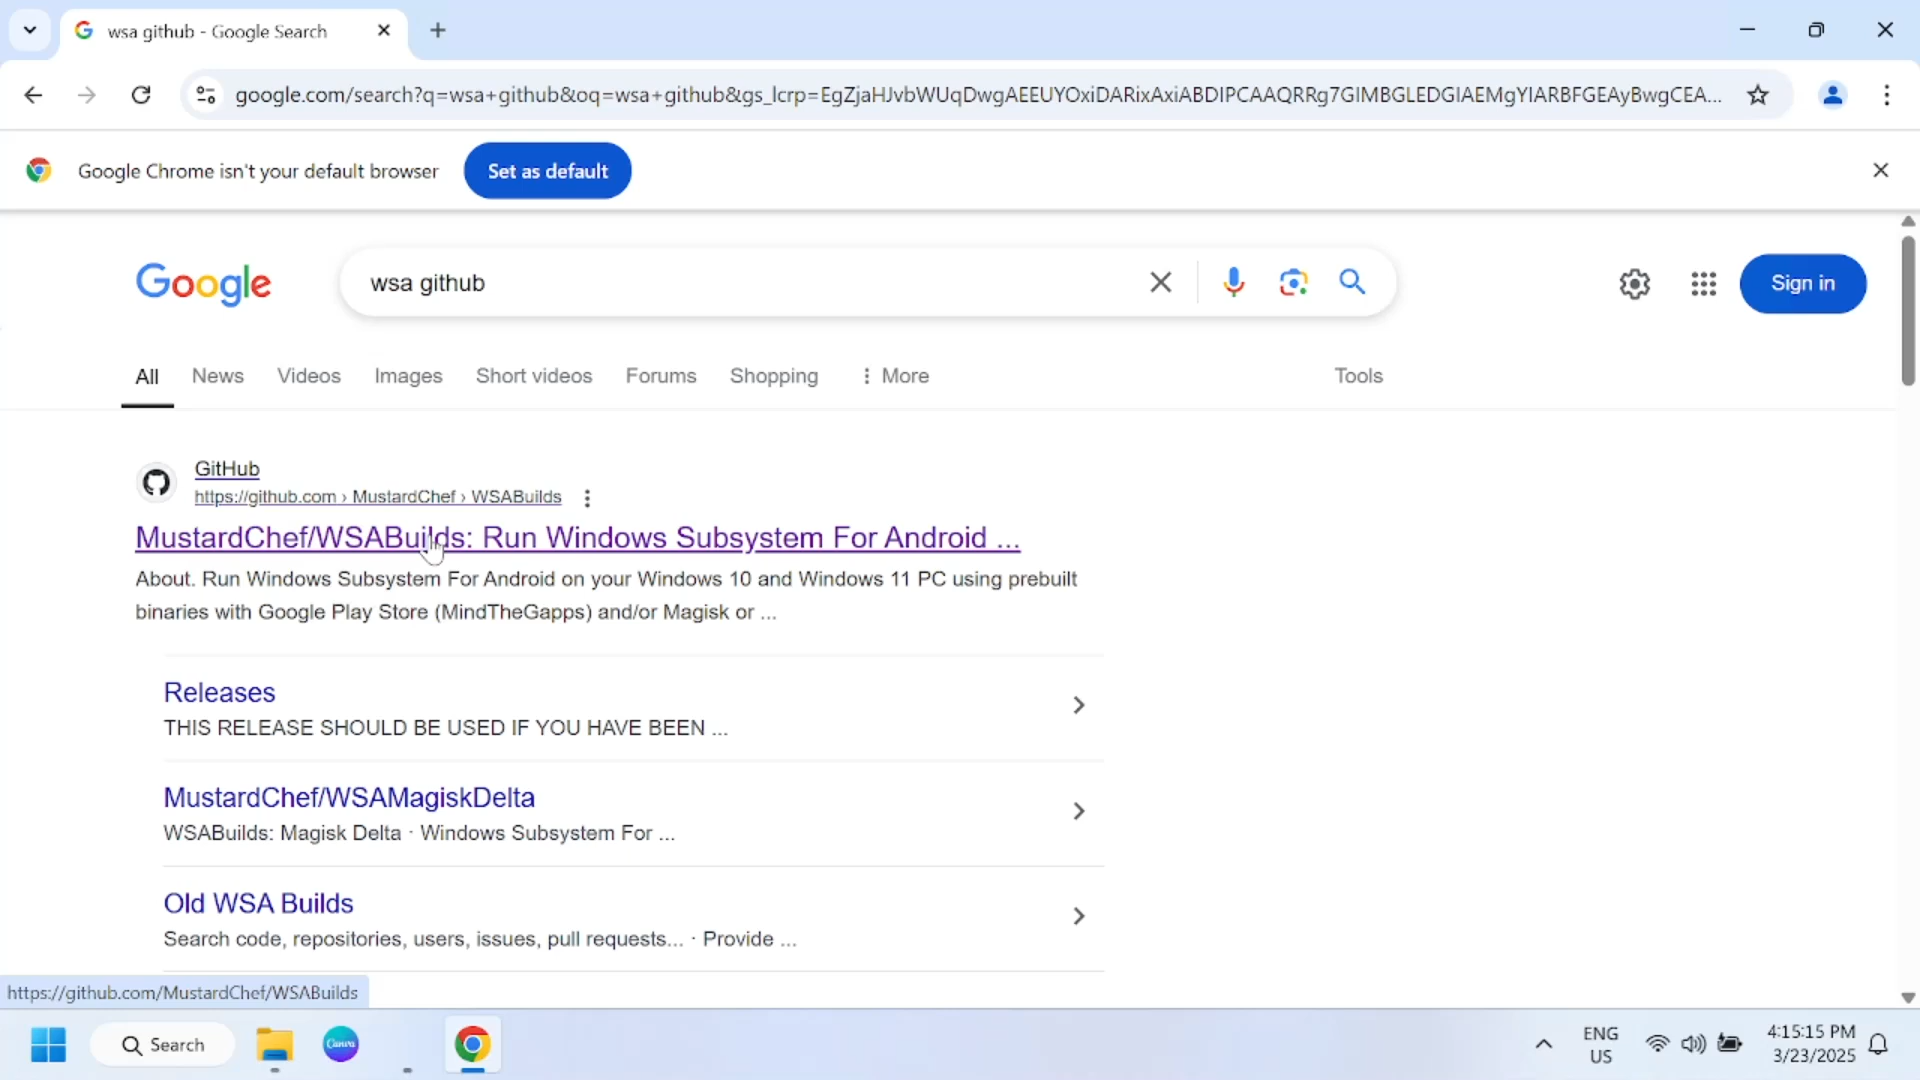 wsa github - Google Search
google.com/search?q=wsa+github&oq=wsa+github&gs_lcrp=EgZjaHJvbWUqDwgAEEUYOxiDARixAxiABDIPCAAQRRg7GIMBGLEDGIAEMgYIARBFGEAyBwgCEA...
Google Chrome isn't your default browser Set as default
Google wsa github Sign in
All News Videos Images Short videos Forums Shopping More Tools
GitHub
https://github.com › MustardChef › WSABuilds
MustardChef/WSABuilds: Run Windows Subsystem For Android ...
About. Run Windows Subsystem For Android on your Windows 10 and Windows 11 PC using prebuilt
binaries with Google Play Store (MindTheGapps) and/or Magisk or ...
Releases
THIS RELEASE SHOULD BE USED IF YOU HAVE BEEN ...
MustardChef/WSAMagiskDelta
WSABuilds: Magisk Delta · Windows Subsystem For ...
Old WSA Builds
Search code, repositories, users, issues, pull requests... · Provide ...
https://github.com/MustardChef/WSABuilds
Search Canva
ENG
US
4:15:15 PM
3/23/2025